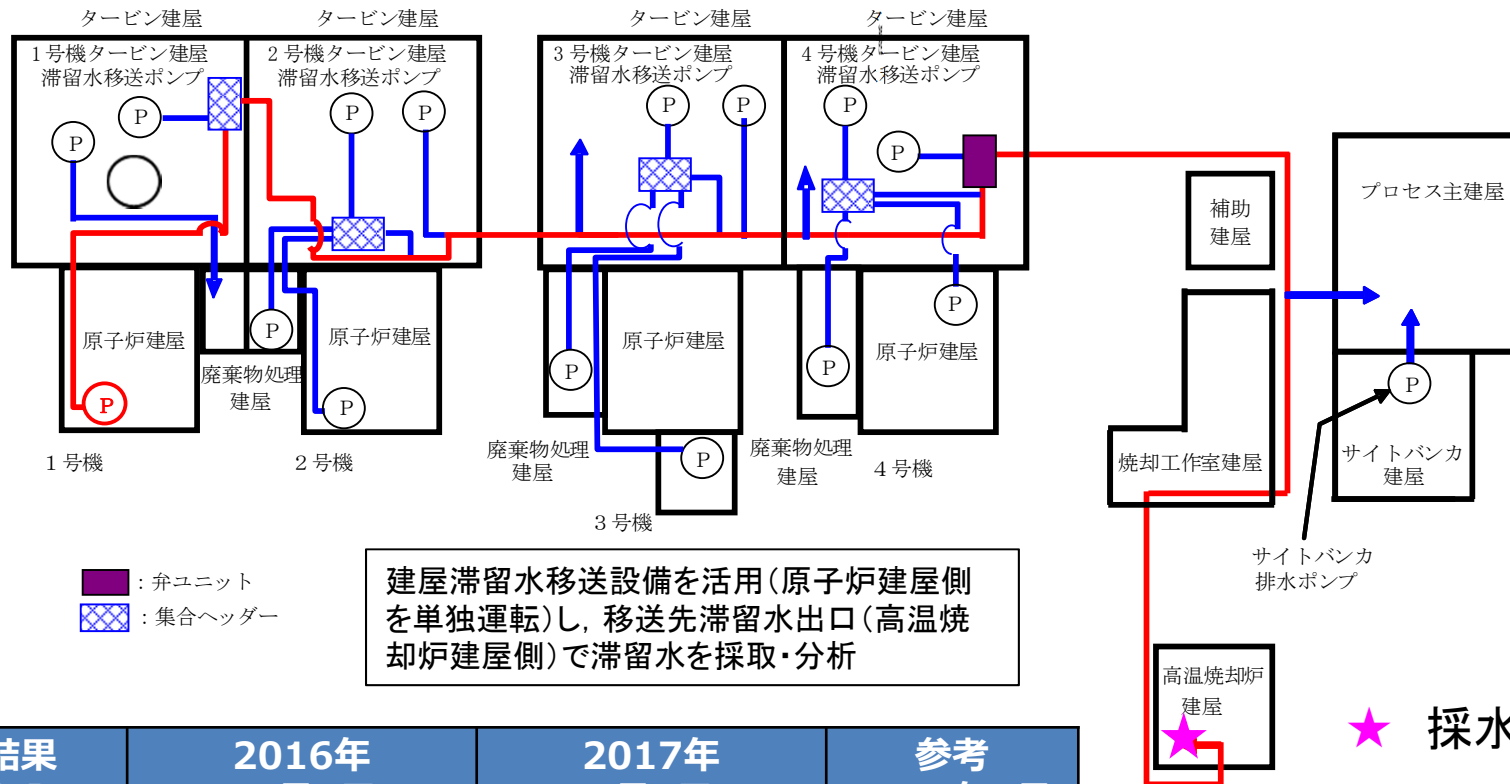 タービン建屋
タービン建屋
タービン建屋
タービン建屋
1号機タービン建屋
滞留水移送ポンプ
2号機タービン建屋
滞留水移送ポンプ
3号機タービン建屋
滞留水移送ポンプ
4号機タービン建屋
滞留水移送ポンプ
P
P
P
P
P
P
P
P
プロセス主建屋
補助
建屋
原子炉建屋
P
原子炉建屋
原子炉建屋
P
原子炉建屋
廃棄物処理
建屋
P
P
P
P
P
P
1号機
2号機
廃棄物処理
建屋
P
廃棄物処理
建屋
4号機
焼却工作室建屋
サイトバンカ
建屋
3号機
サイトバンカ
排水ポンプ
:弁ユニット
:集合ヘッダー
建屋滞留水移送設備を活用(原子炉建屋側
を単独運転)し,移送先滞留水出口(高温焼
却炉建屋側)で滞留水を採取・分析
高温焼却炉
建屋
★ 採水
結果
2016年
2017年
参考